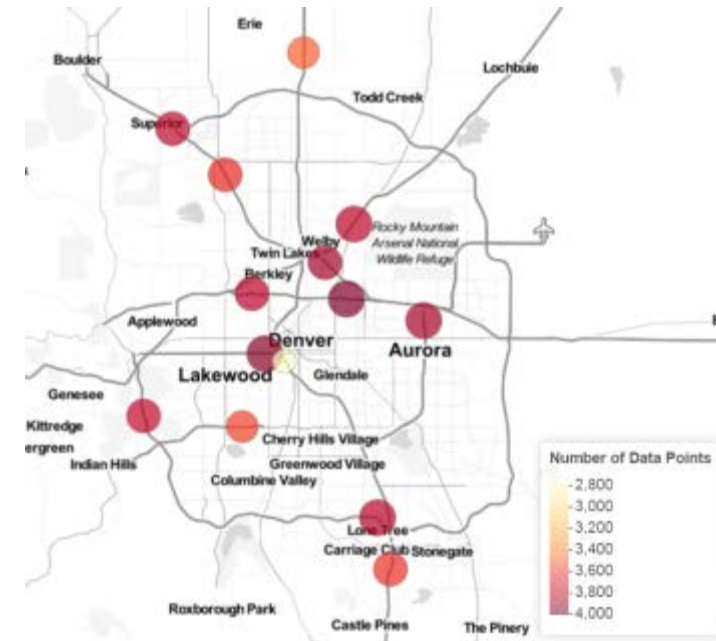 Erie
Boulder
Lochbuie
Todd Creek
Superior
Rocky Mountain
Arsenal National
Wildlife Refuge
Welby
Twin Lakes
Berkley
Applewood
Denver
Aurora
Lakewood
Glendale
Genesee
Kittredge
ergreen
Indian Hills
Cherry Hills Village
Greenwood Village
Columbine Valley
Number of Data Points
2,800
3,000
3,200
3,400
3,600
3,800
4,000
Lone Tree
Carriage Club Stonegate
Roxborough Park
Castle Pines
The Pinery